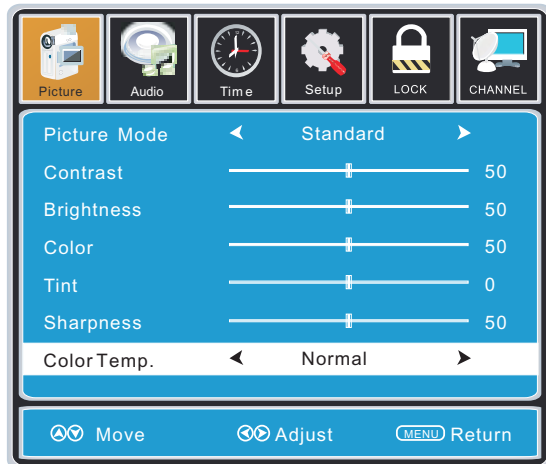 Picture Audio Time Setup LOCK CHANNEL
Picture Mode Standard
Contrast 50
Brightness 50
Color 50
Tint 0
Sharpness 50
Color Temp. Normal
Move Adjust MENU Return